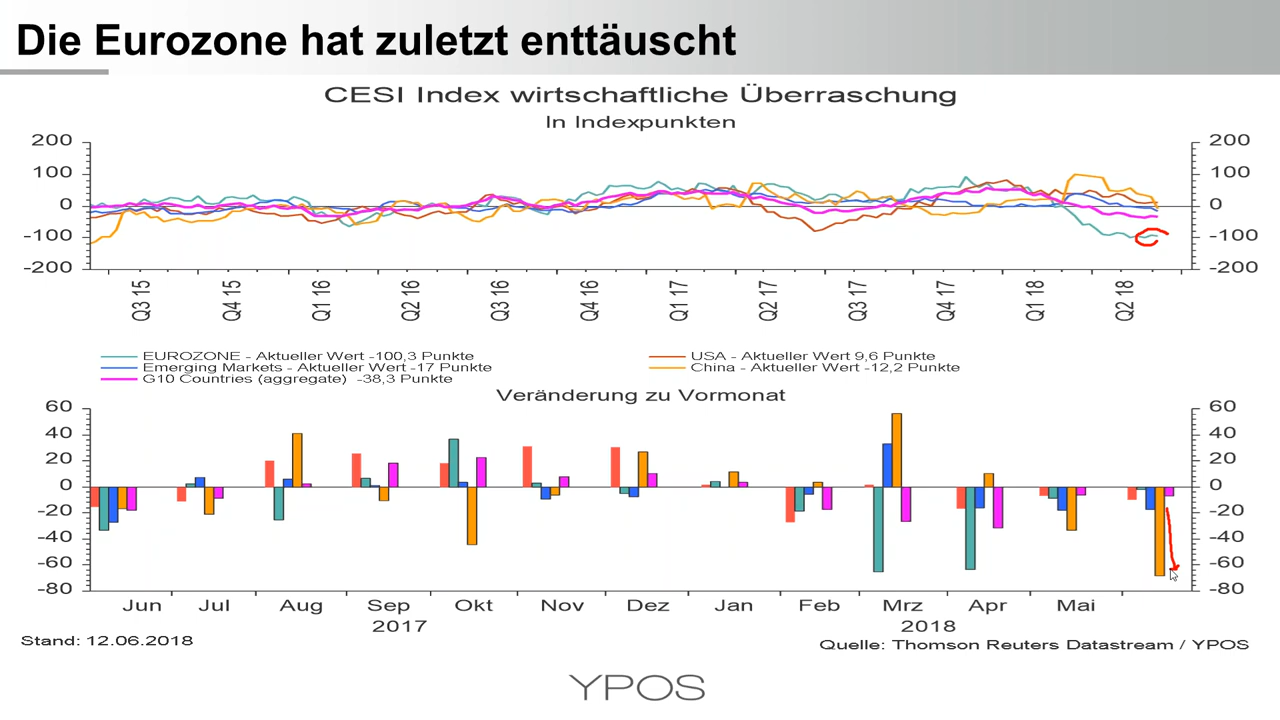 Die Eurozone hat zuletzt enttäuscht
CESI Index wirtschaftliche Überraschung
In Indexpunkten
200 200
100 100
0 0
-100 -100
-200 -200
Q3 15 Q4 15 Q1 16 Q2 16 Q3 16 Q4 16 Q1 17 Q2 17 Q3 17 Q4 17 Q1 18 Q2 18
EUROZONE - Aktueller Wert -100,3 Punkte USA - Aktueller Wert 9,6 Punkte
Emerging Markets - Aktueller Wert -17 Punkte China - Aktueller Wert -12,2 Punkte
G10 Countries (aggregate) -38,3 Punkte
Veränderung zu Vormonat
60 60
40 40
20 20
0 0
-20 -20
-40 -40
-60 -60
-80 -80
Jun Jul Aug Sep Okt Nov Dez Jan Feb Mrz Apr Mai
2017 2018
Stand: 12.06.2018 Quelle: Thomson Reuters Datastream / YPOS
YPOS